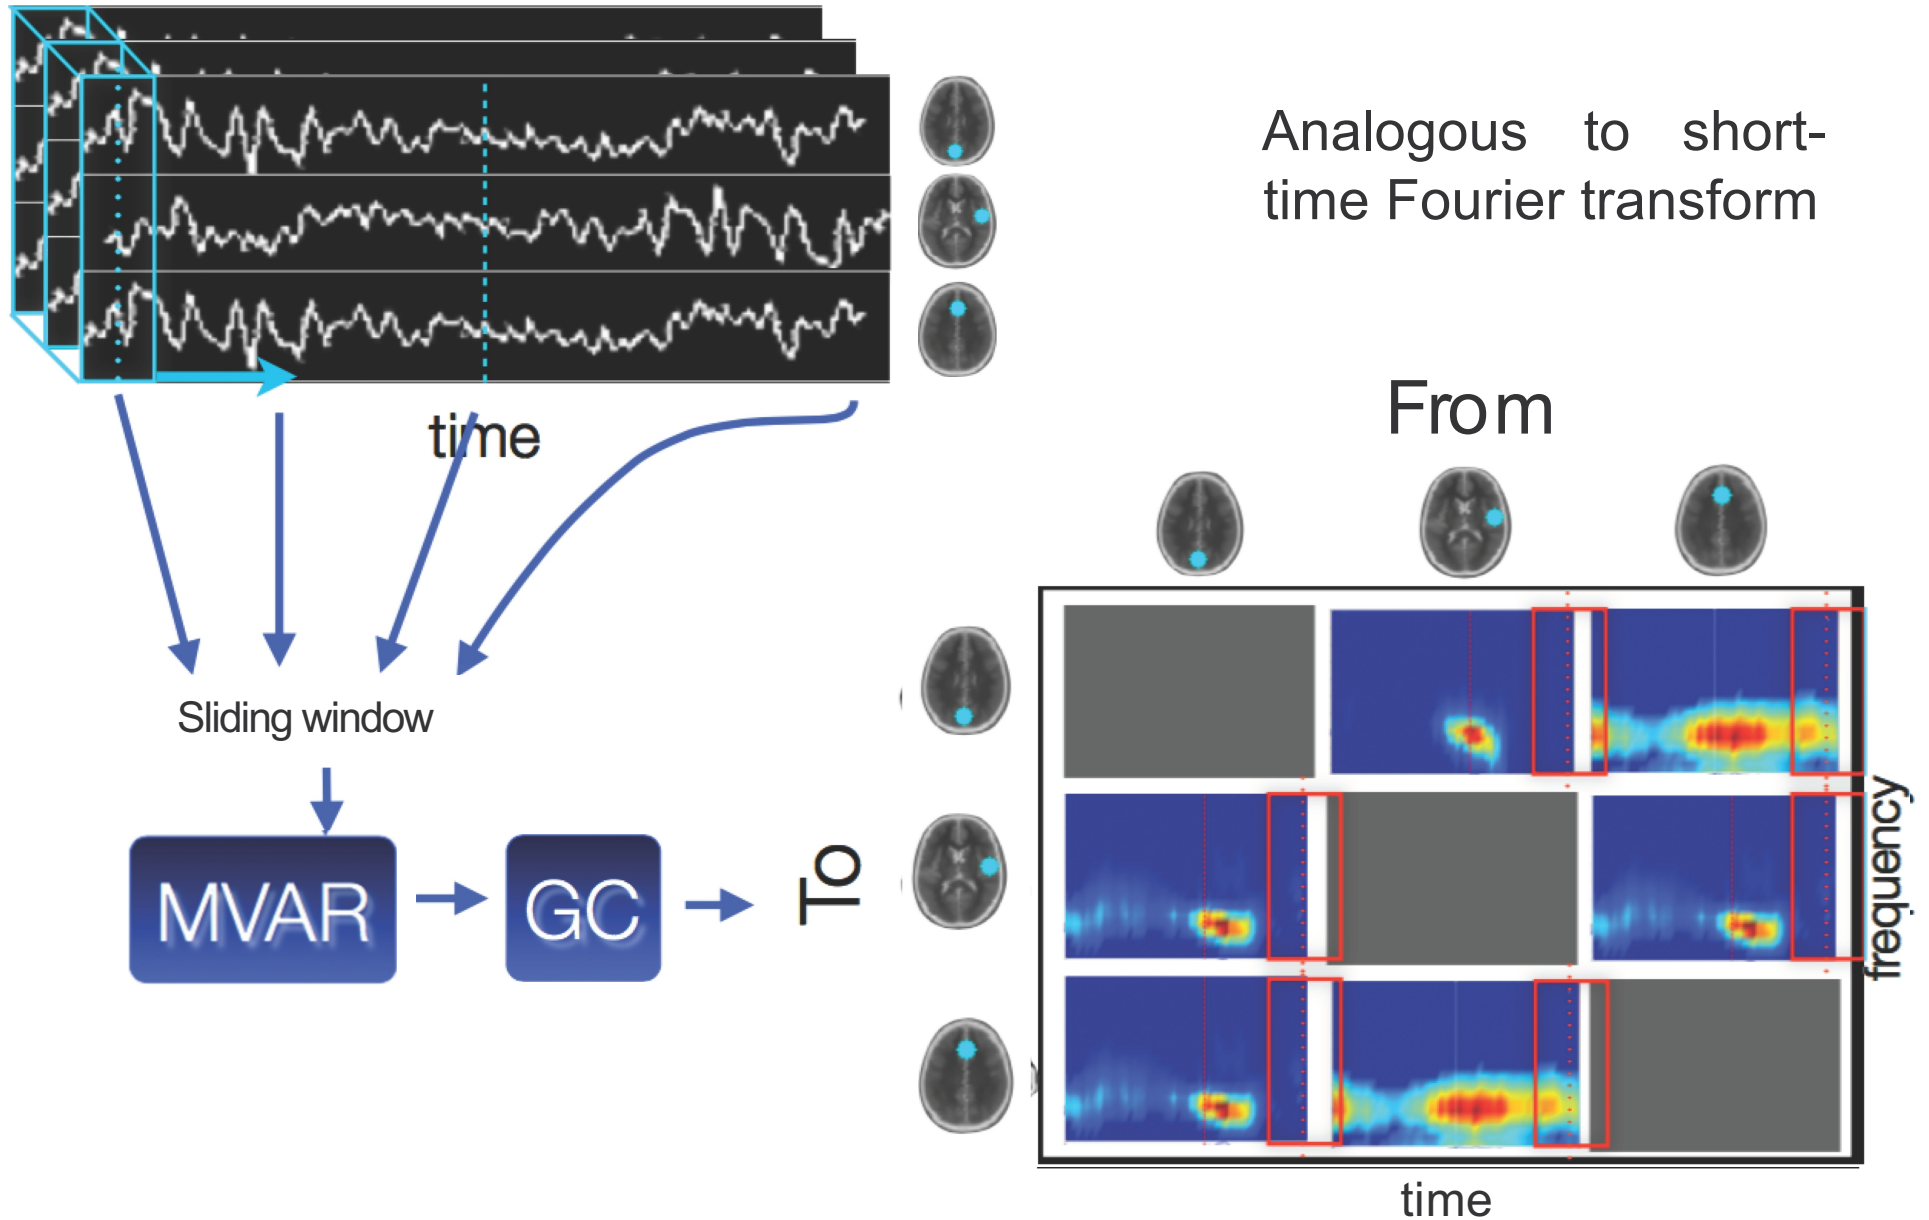 Analogous to short-
time Fourier transform
time
From
Sliding window
MVAR
GC
To
frequency
time